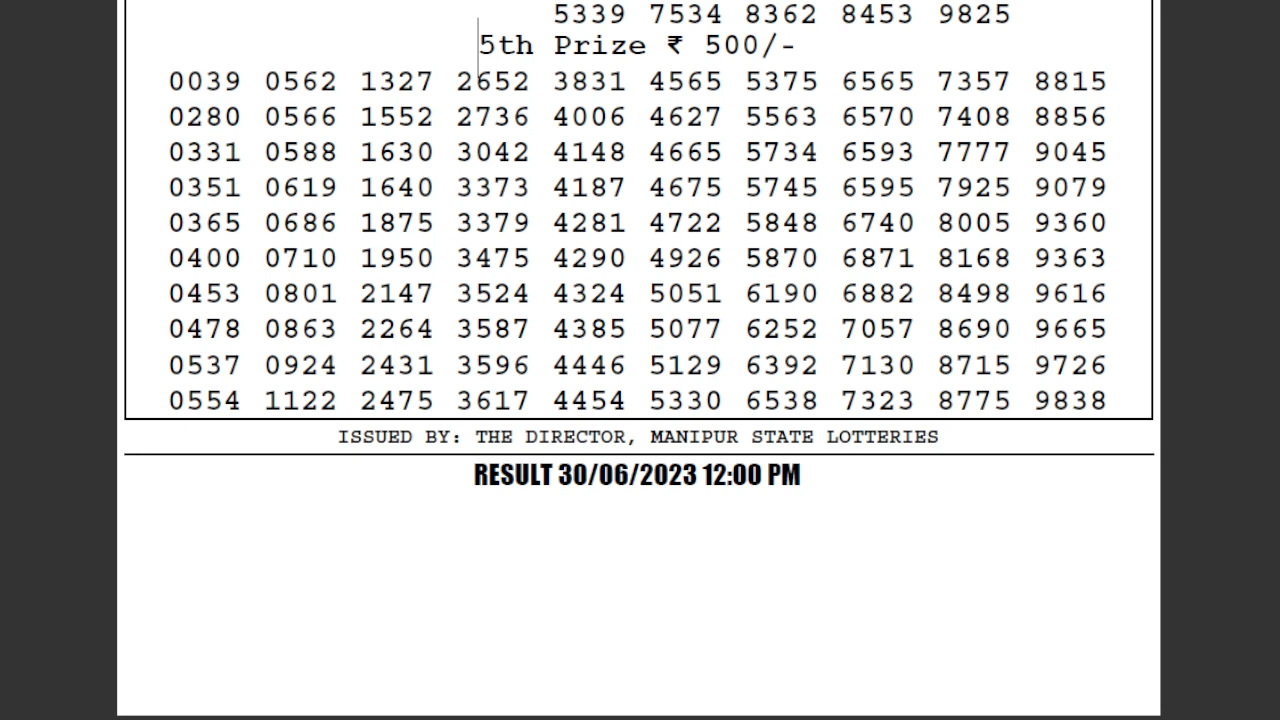 5339 7534 8362 8453 9825
5th Prize ₹ 500/-
0039 0562 1327 2652 3831 4565 5375 6565 7357 8815
0280 0566 1552 2736 4006 4627 5563 6570 7408 8856
0331 0588 1630 3042 4148 4665 5734 6593 7777 9045
0351 0619 1640 3373 4187 4675 5745 6595 7925 9079
0365 0686 1875 3379 4281 4722 5848 6740 8005 9360
0400 0710 1950 3475 4290 4926 5870 6871 8168 9363
0453 0801 2147 3524 4324 5051 6190 6882 8498 9616
0478 0863 2264 3587 4385 5077 6252 7057 8690 9665
0537 0924 2431 3596 4446 5129 6392 7130 8715 9726
0554 1122 2475 3617 4454 5330 6538 7323 8775 9838
ISSUED BY: THE DIRECTOR, MANIPUR STATE LOTTERIES
RESULT 30/06/2023 12:00 PM